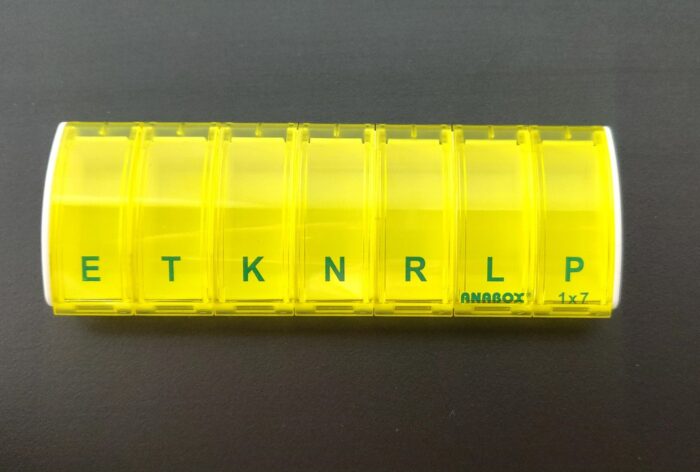 E T K N R L P
ANABOX® 1x7